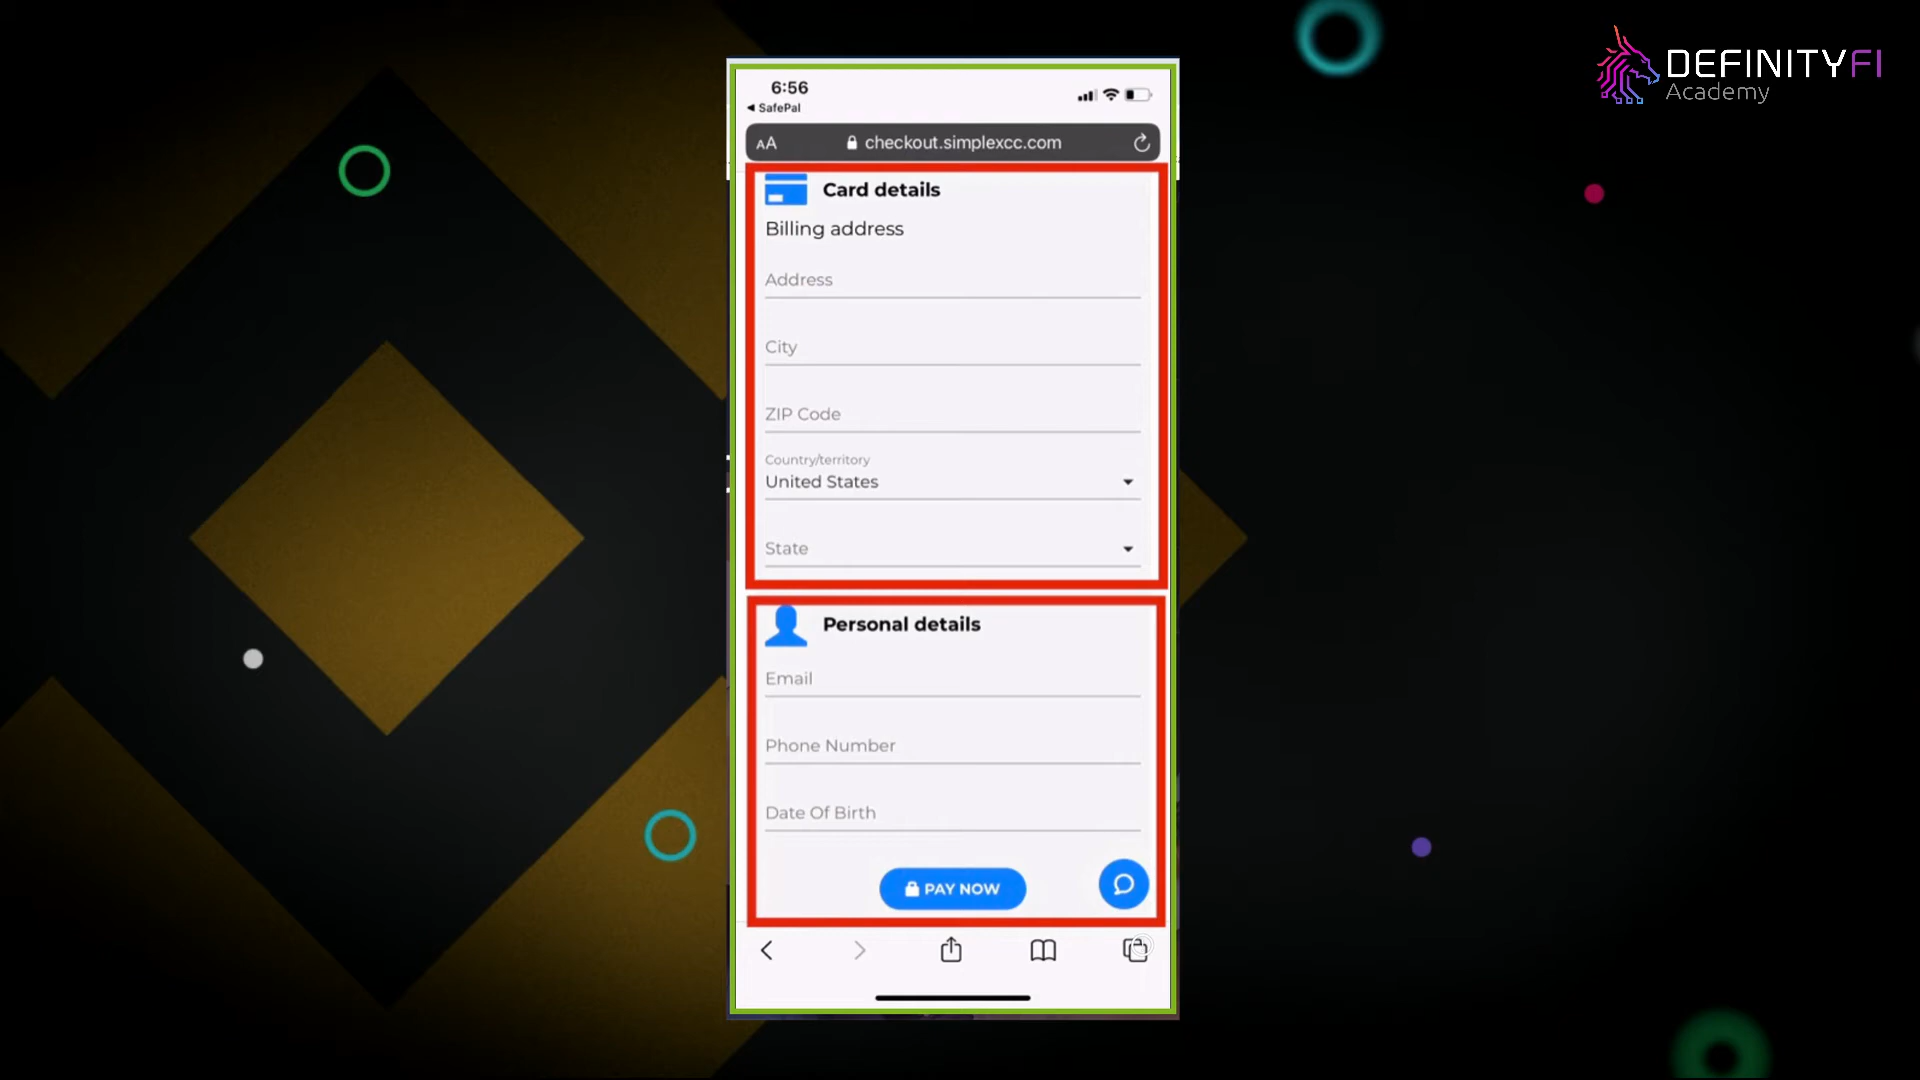 DEFINITYFI
Academy
6:56
SafePal
AA
checkout.simplexcc.com
Card details
Billing address
Address
City
ZIP Code
Country/territory
United States
State
Personal details
Email
Phone Number
Date Of Birth
PAY NOW